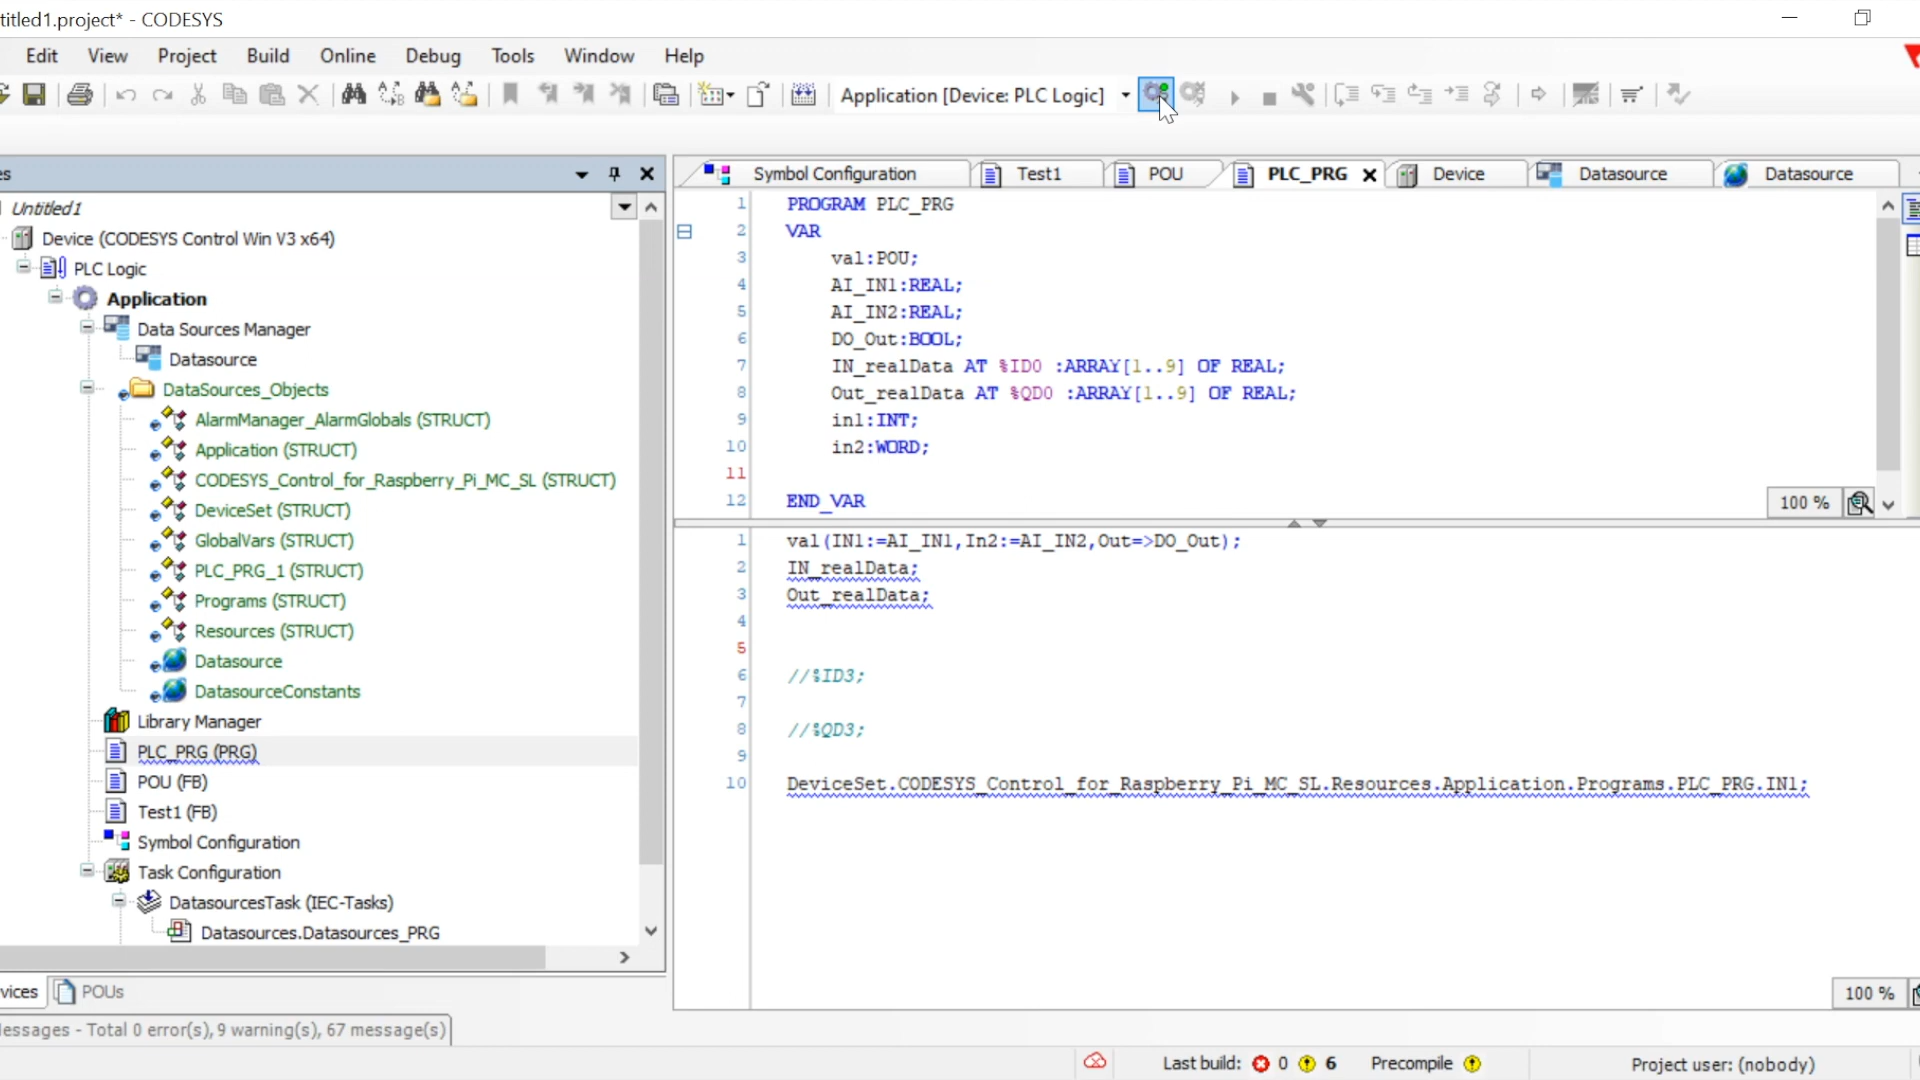 titled1.project* - CODESYS
Edit View Project Build Online Debug Tools Window Help
Application [Device: PLC Logic]
es
Untitled1
Device (CODESYS Control Win V3 x64)
PLC Logic
Application
Data Sources Manager
Datasource
DataSources_Objects
AlarmManager_AlarmGlobals (STRUCT)
Application (STRUCT)
CODESYS_Control_for_Raspberry_Pi_MC_SL (STRUCT)
DeviceSet (STRUCT)
GlobalVars (STRUCT)
PLC_PRG_1 (STRUCT)
Programs (STRUCT)
Resources (STRUCT)
Datasource
DatasourceConstants
Library Manager
PLC_PRG (PRG)
POU (FB)
Test1 (FB)
Symbol Configuration
Task Configuration
DatasourcesTask (IEC-Tasks)
Datasources.Datasources_PRG
vices POUs
Symbol Configuration Test1 POU PLC_PRG Device Datasource Datasource
1 PROGRAM PLC_PRG
2 VAR
3 val:POU;
4 AI_IN1:REAL;
5 AI_IN2:REAL;
6 DO_Out:BOOL;
7 IN_realData AT %ID0 :ARRAY[1..9] OF REAL;
8 Out_realData AT %QD0 :ARRAY[1..9] OF REAL;
9 in1:INT;
10 in2:WORD;
11
12 END_VAR
100 %
1 val(IN1:=AI_IN1,In2:=AI_IN2,Out=>DO_Out);
2 IN_realData;
3 Out_realData;
4
5
6 //%ID3;
7
8 //%QD3;
9
10 DeviceSet.CODESYS_Control_for_Raspberry_Pi_MC_SL.Resources.Application.Programs.PLC_PRG.IN1;
100 %
essages - Total 0 error(s), 9 warning(s), 67 message(s)
Last build: 0 6 Precompile Project user: (nobody)